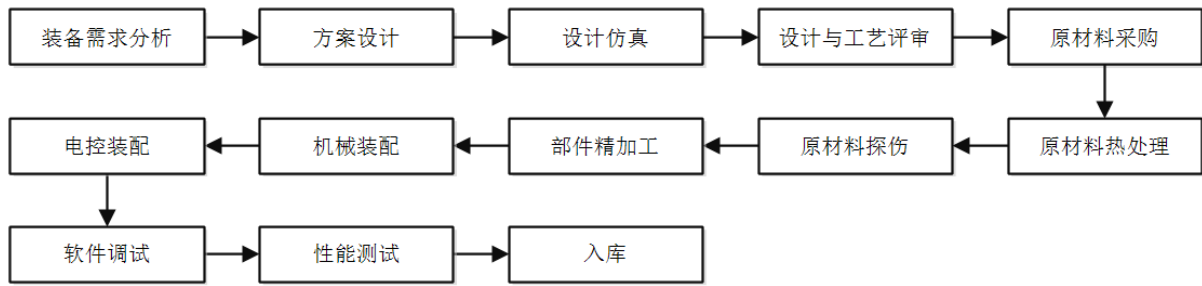 装备需求分析
方案设计
设计仿真
设计与工艺评审
原材料采购
原材料热处理
原材料探伤
部件精加工
机械装配
电控装配
软件调试
性能测试
入库